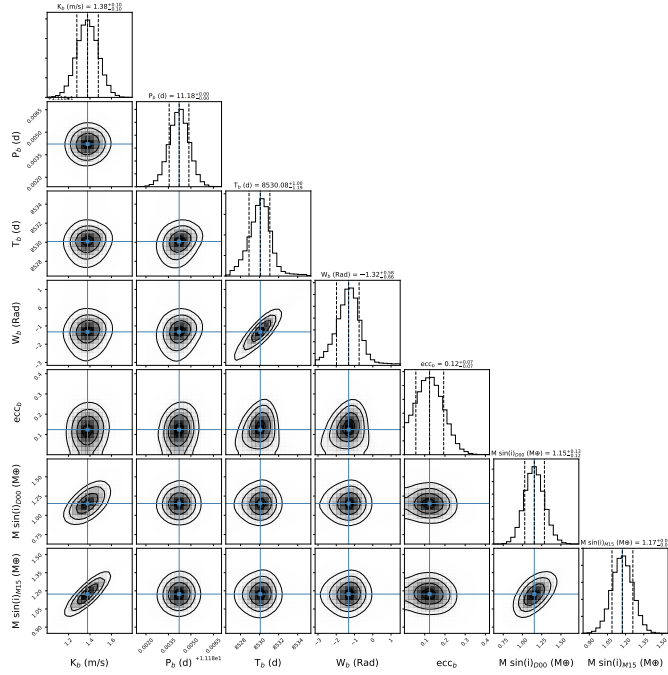 K_b (m/s) = 1.38^{+0.10}_{-0.10}
+1.118e1
0.0065
0.0050
0.0035
0.0020
P_b (d)
P_b (d) = 11.18^{+0.00}_{-0.00}
8534
8532
8530
8528
T_b (d)
T_b (d) = 8530.08^{+1.00}_{-1.19}
1
0
−1
−2
−3
W_b (Rad)
W_b (Rad) = −1.32^{+0.58}_{-0.66}
0.4
0.3
0.2
0.1
ecc_b
ecc_b = 0.12^{+0.07}_{-0.07}
1.50
1.25
1.00
0.75
M sin(i)_{D00} (M⊕)
M sin(i)_{D00} (M⊕) = 1.15^{+0.13}_{-0.12}
1.50
1.35
1.20
1.05
0.90
M sin(i)_{M15} (M⊕)
M sin(i)_{M15} (M⊕) = 1.17
1.2 1.4 1.6
0.0020 0.0035 0.0050 0.0065
+1.118e1
8528 8530 8532 8534
−3 −2 −1 0 1
0.1 0.2 0.3 0.4
0.75 1.00 1.25 1.50
0.90 1.05 1.20 1.35 1.50
K_b (m/s) P_b (d) T_b (d) W_b (Rad) ecc_b M sin(i)_{D00} (M⊕) M sin(i)_{M15} (M⊕)